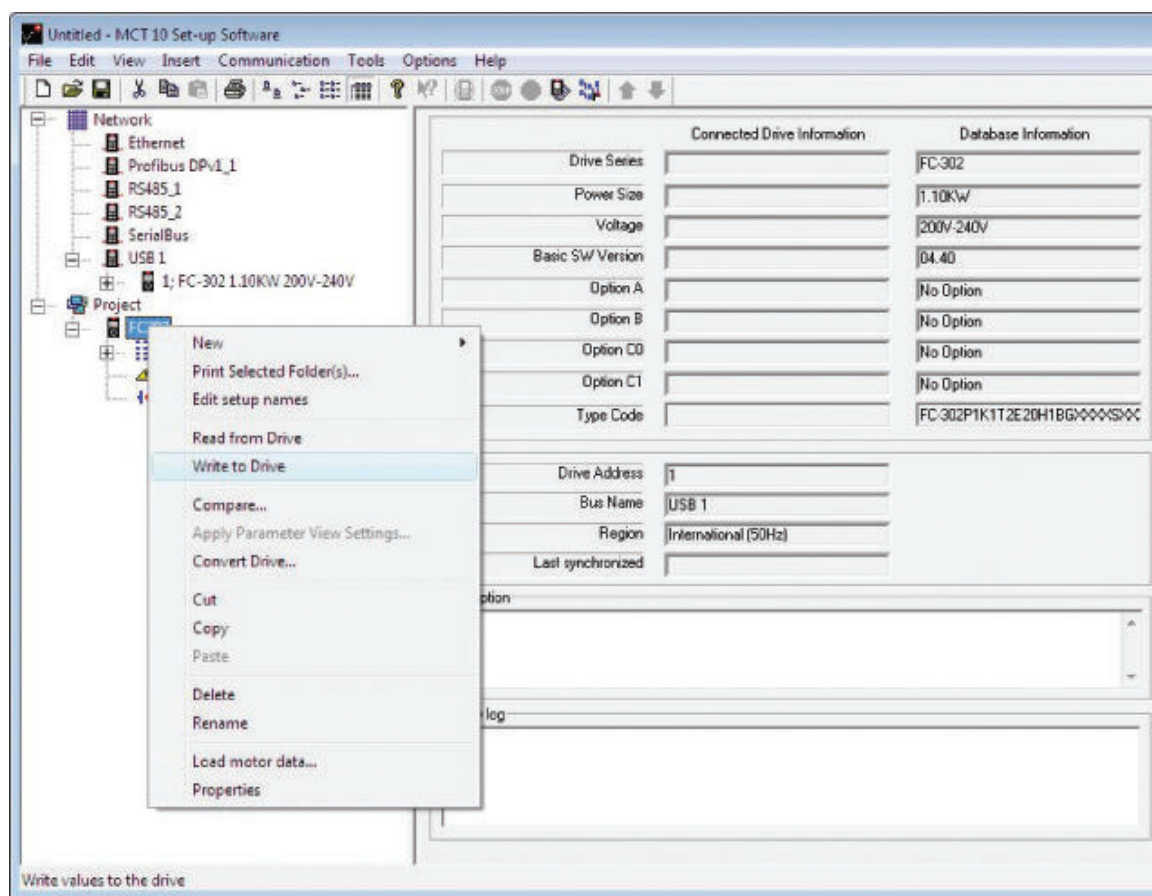 Untitled - MCT 10 Set-up Software
File Edit View Insert Communication Tools Options Help
Network
Ethernet
Profibus DPv1_1
RS485_1
RS485_2
SerialBus
USB 1
1; FC-302 1.10KW 200V-240V
Project
New
Print Selected Folder(s)...
Edit setup names
Read from Drive
Write to Drive
Compare...
Apply Parameter View Settings...
Convert Drive...
Cut
Copy
Paste
Delete
Rename
Load motor data...
Properties
Connected Drive Information Database Information
Drive Series FC-302
Power Size 1.10KW
Voltage 200V-240V
Basic SW Version 04.40
Option A No Option
Option B No Option
Option C0 No Option
Option C1 No Option
Type Code FC-302P1K1T2E20H1BGXXXXSXX
Drive Address 1
Bus Name USB 1
Region International (50Hz)
Last synchronized
ption
log
Write values to the drive